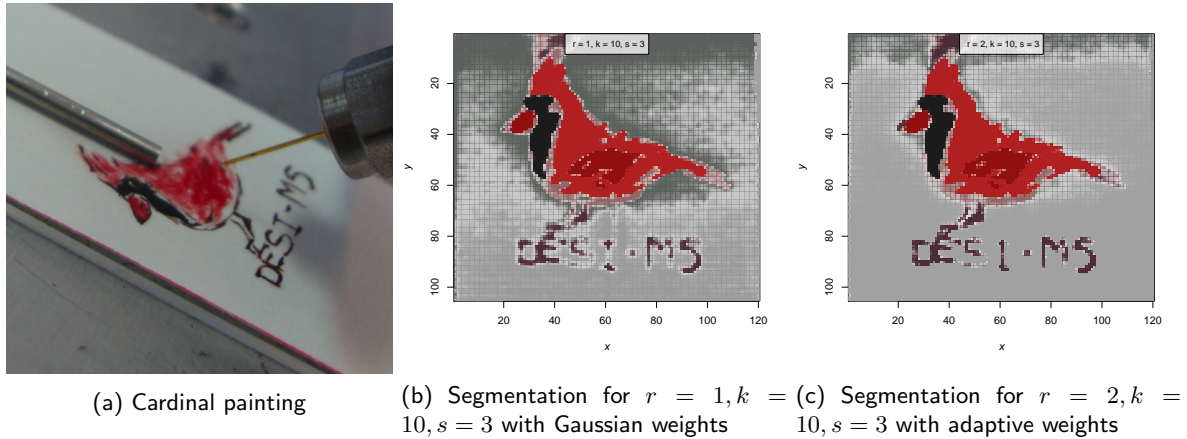 DESI-MS
r = 1, k = 10, s = 3
20
40
60
80
100
y
20 40 60 80 100 120
x
DESI·MS
r = 2, k = 10, s = 3
20
40
60
80
100
y
20 40 60 80 100 120
x
DESI·MS
(a) Cardinal painting
(b) Segmentation for r = 1, k =
10, s = 3 with Gaussian weights
(c) Segmentation for r = 2, k =
10, s = 3 with adaptive weights